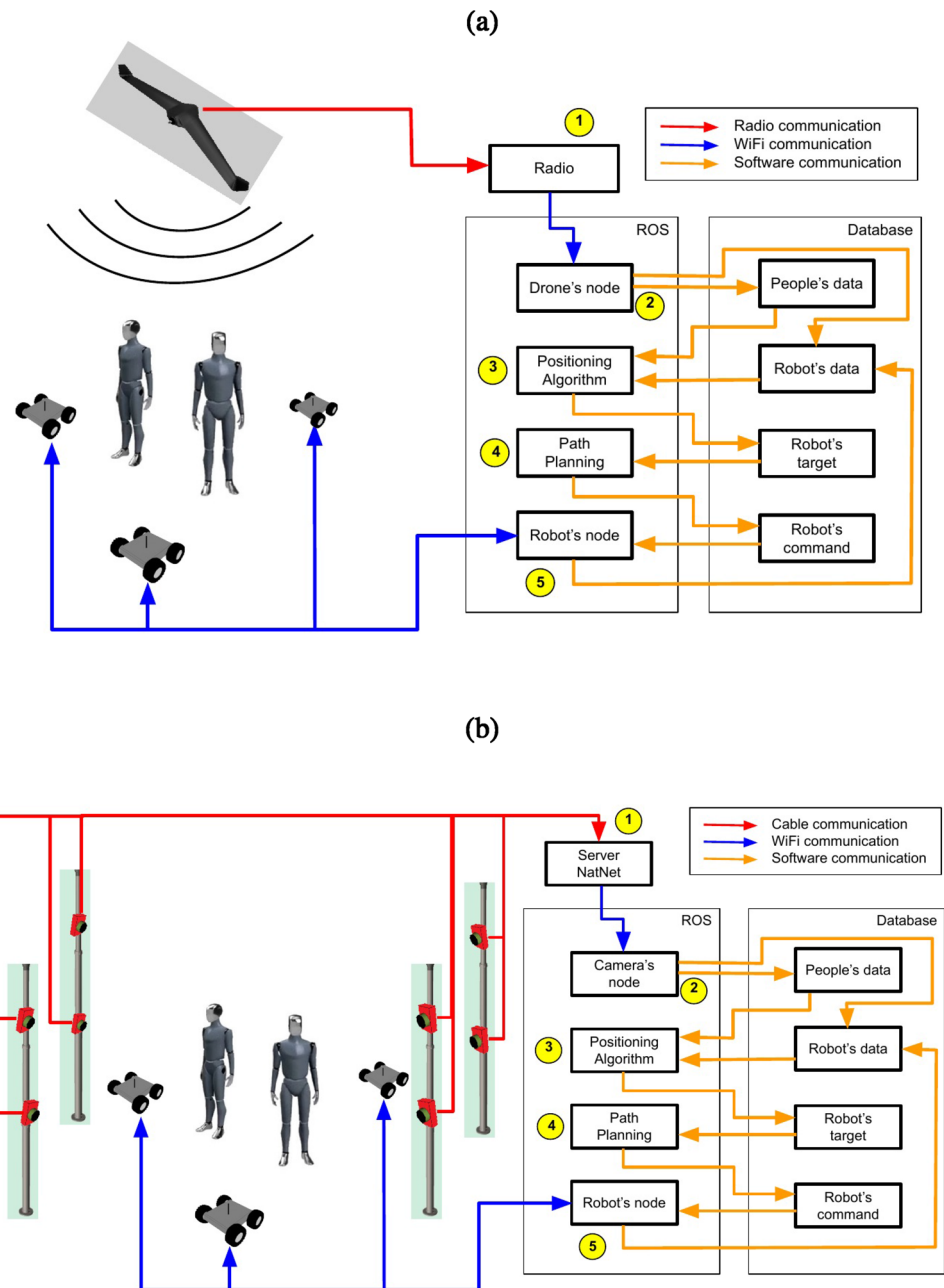 (a)
1
Radio communication
WiFi communication
Software communication
Radio
ROS
Database
Drone's node
2
People's data
3
Positioning
Algorithm
Robot's data
4
Path
Planning
Robot's
target
Robot's node
Robot's
command
5
(b)
1
Cable communication
WiFi communication
Software communication
Server
NatNet
ROS
Database
Camera's
node
2
People's data
3
Positioning
Algorithm
Robot's data
4
Path
Planning
Robot's
target
Robot's node
Robot's
command
5